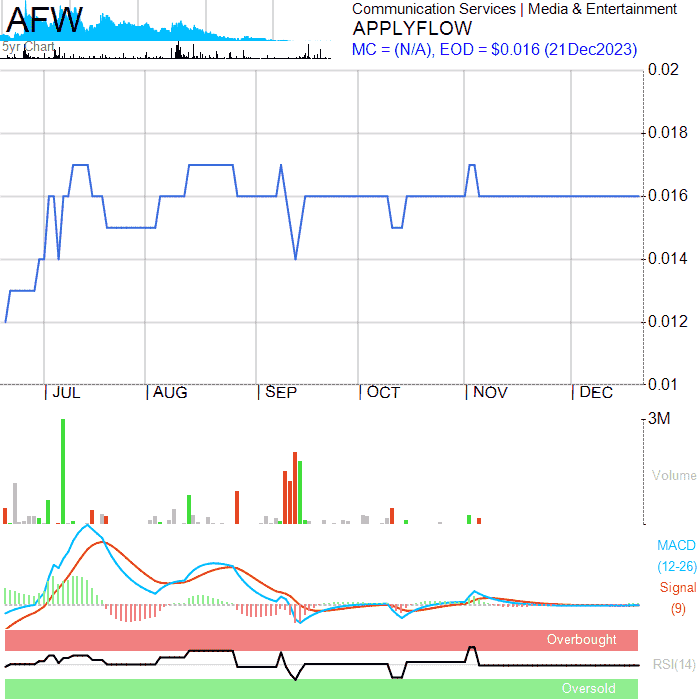 AFW
5yr Chart
Communication Services | Media & Entertainment
APPLYFLOW
MC = (N/A), EOD = $0.016 (21Dec2023)
0.02
0.018
0.016
0.014
0.012
0.01
JUL AUG SEP OCT NOV DEC
3M
Volume
MACD
(12-26)
Signal
(9)
Overbought
RSI(14)
Oversold